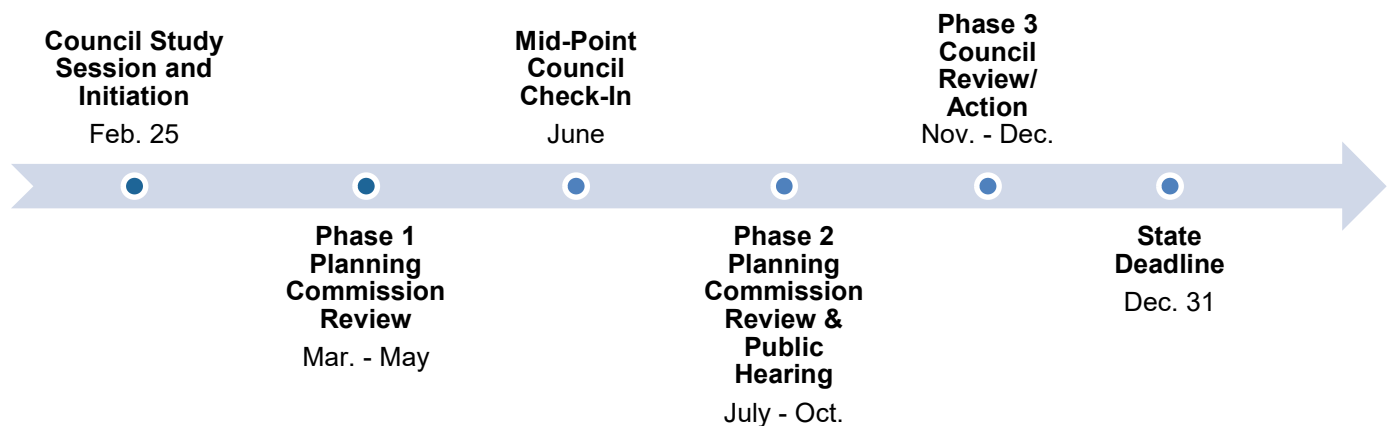 Council Study
Session and
Initiation
Feb. 25
Phase 1
Planning
Commission
Review
Mar. - May
Mid-Point
Council
Check-In
June
Phase 2
Planning
Commission
Review &
Public
Hearing
July - Oct.
Phase 3
Council
Review/
Action
Nov. - Dec.
State
Deadline
Dec. 31